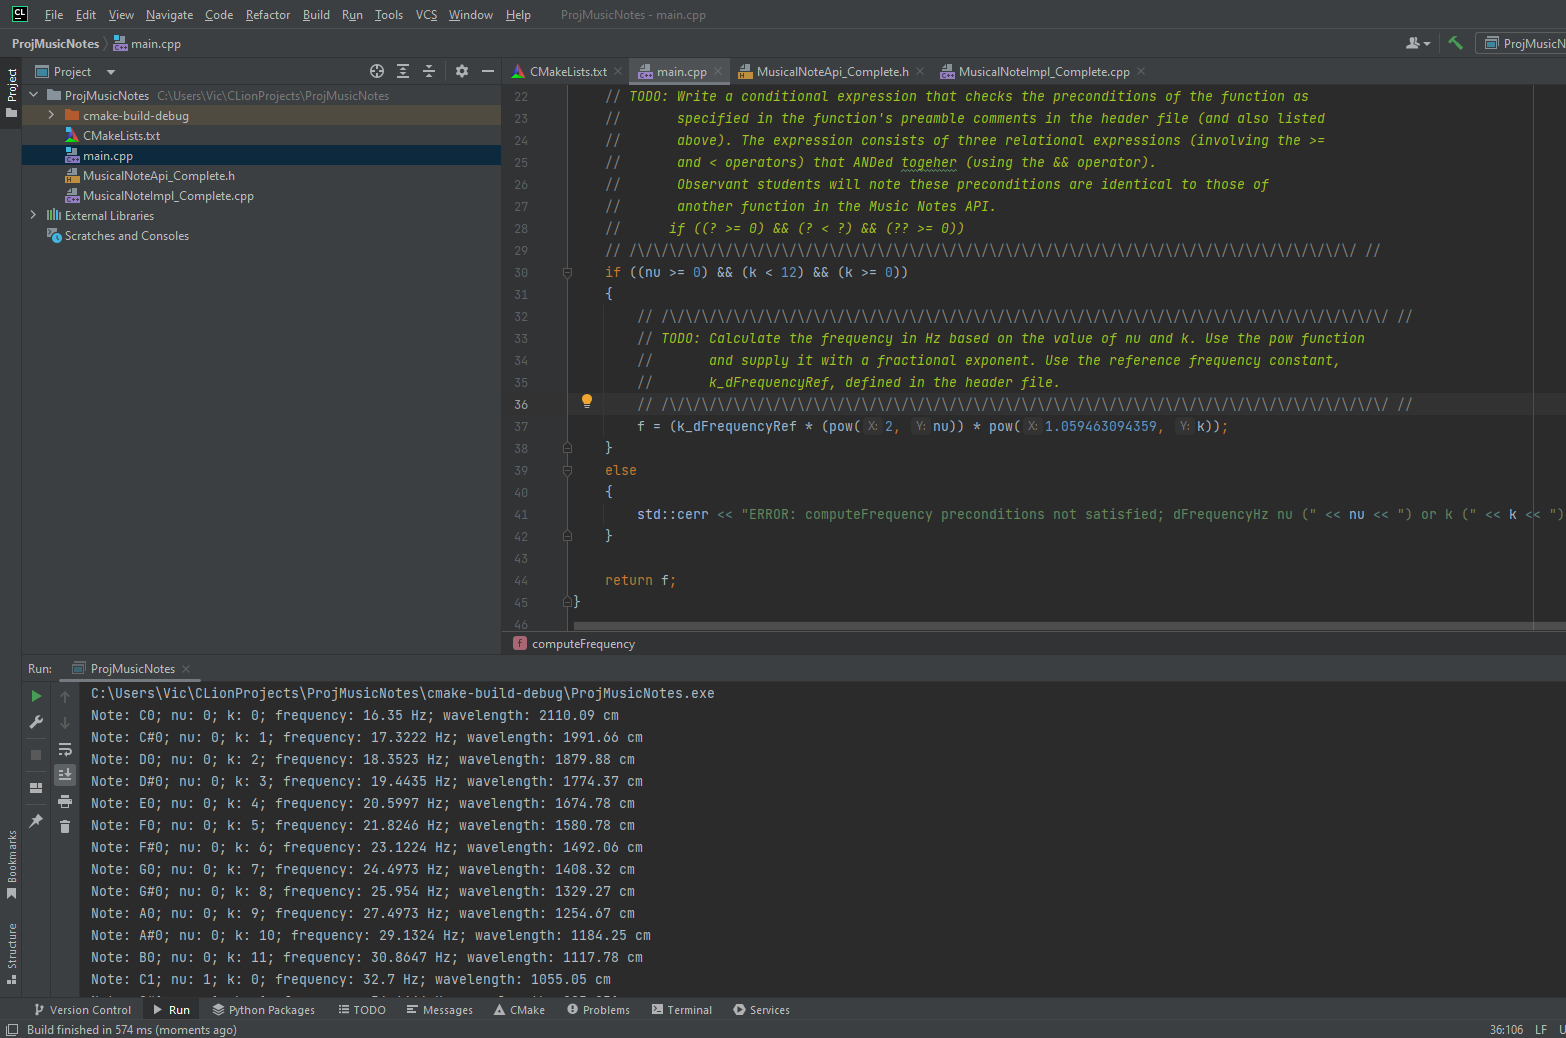 CL File Edit View Navigate Code Refactor Build Run Tools VCS Window Help ProjMusicNotes - main.cpp
ProjMusicNotes main.cpp ProjMusicN
Project
Project
CMakeLists.txt main.cpp MusicalNoteApi_Complete.h MusicalNoteImpl_Complete.cpp
ProjMusicNotes C:\Users\Vic\CLionProjects\ProjMusicNotes
cmake-build-debug
CMakeLists.txt
main.cpp
MusicalNoteApi_Complete.h
MusicalNoteImpl_Complete.cpp
External Libraries
Scratches and Consoles
22 // TODO: Write a conditional expression that checks the preconditions of the function as
23 // specified in the function's preamble comments in the header file (and also listed
24 // above). The expression consists of three relational expressions (involving the >=
25 // and < operators) that ANDed togeher (using the && operator).
26 // Observant students will note these preconditions are identical to those of
27 // another function in the Music Notes API.
28 // if ((? >= 0) && (? < ?) && (?? >= 0))
29 // /\/\/\/\/\/\/\/\/\/\/\/\/\/\/\/\/\/\/\/\/\/\/\/\/\/\/\/\/\/\/\/\/\/\/\/\/\/\/\/\/\/\/\/\/\/ //
30 if ((nu >= 0) && (k < 12) && (k >= 0))
31 {
32 // /\/\/\/\/\/\/\/\/\/\/\/\/\/\/\/\/\/\/\/\/\/\/\/\/\/\/\/\/\/\/\/\/\/\/\/\/\/\/\/\/\/\/\/\/\/ //
33 // TODO: Calculate the frequency in Hz based on the value of nu and k. Use the pow function
34 // and supply it with a fractional exponent. Use the reference frequency constant,
35 // k_dFrequencyRef, defined in the header file.
36 // /\/\/\/\/\/\/\/\/\/\/\/\/\/\/\/\/\/\/\/\/\/\/\/\/\/\/\/\/\/\/\/\/\/\/\/\/\/\/\/\/\/\/\/\/\/ //
37 f = (k_dFrequencyRef * (pow( X: 2, Y: nu)) * pow( X: 1.059463094359, Y: k));
38 }
39 else
40 {
41 std::cerr << "ERROR: computeFrequency preconditions not satisfied; dFrequencyHz nu (" << nu << ") or k (" << k << ")
42 }
43
44 return f;
45 }
46
f computeFrequency
Run: ProjMusicNotes
C:\Users\Vic\CLionProjects\ProjMusicNotes\cmake-build-debug\ProjMusicNotes.exe
Note: C0; nu: 0; k: 0; frequency: 16.35 Hz; wavelength: 2110.09 cm
Note: C#0; nu: 0; k: 1; frequency: 17.3222 Hz; wavelength: 1991.66 cm
Note: D0; nu: 0; k: 2; frequency: 18.3523 Hz; wavelength: 1879.88 cm
Note: D#0; nu: 0; k: 3; frequency: 19.4435 Hz; wavelength: 1774.37 cm
Note: E0; nu: 0; k: 4; frequency: 20.5997 Hz; wavelength: 1674.78 cm
Note: F0; nu: 0; k: 5; frequency: 21.8246 Hz; wavelength: 1580.78 cm
Note: F#0; nu: 0; k: 6; frequency: 23.1224 Hz; wavelength: 1492.06 cm
Note: G0; nu: 0; k: 7; frequency: 24.4973 Hz; wavelength: 1408.32 cm
Note: G#0; nu: 0; k: 8; frequency: 25.954 Hz; wavelength: 1329.27 cm
Note: A0; nu: 0; k: 9; frequency: 27.4973 Hz; wavelength: 1254.67 cm
Note: A#0; nu: 0; k: 10; frequency: 29.1324 Hz; wavelength: 1184.25 cm
Note: B0; nu: 0; k: 11; frequency: 30.8647 Hz; wavelength: 1117.78 cm
Note: C1; nu: 1; k: 0; frequency: 32.7 Hz; wavelength: 1055.05 cm
Bookmarks
Structure
Version Control Run Python Packages TODO Messages CMake Problems Terminal Services
Build finished in 574 ms (moments ago) 36:106 LF U